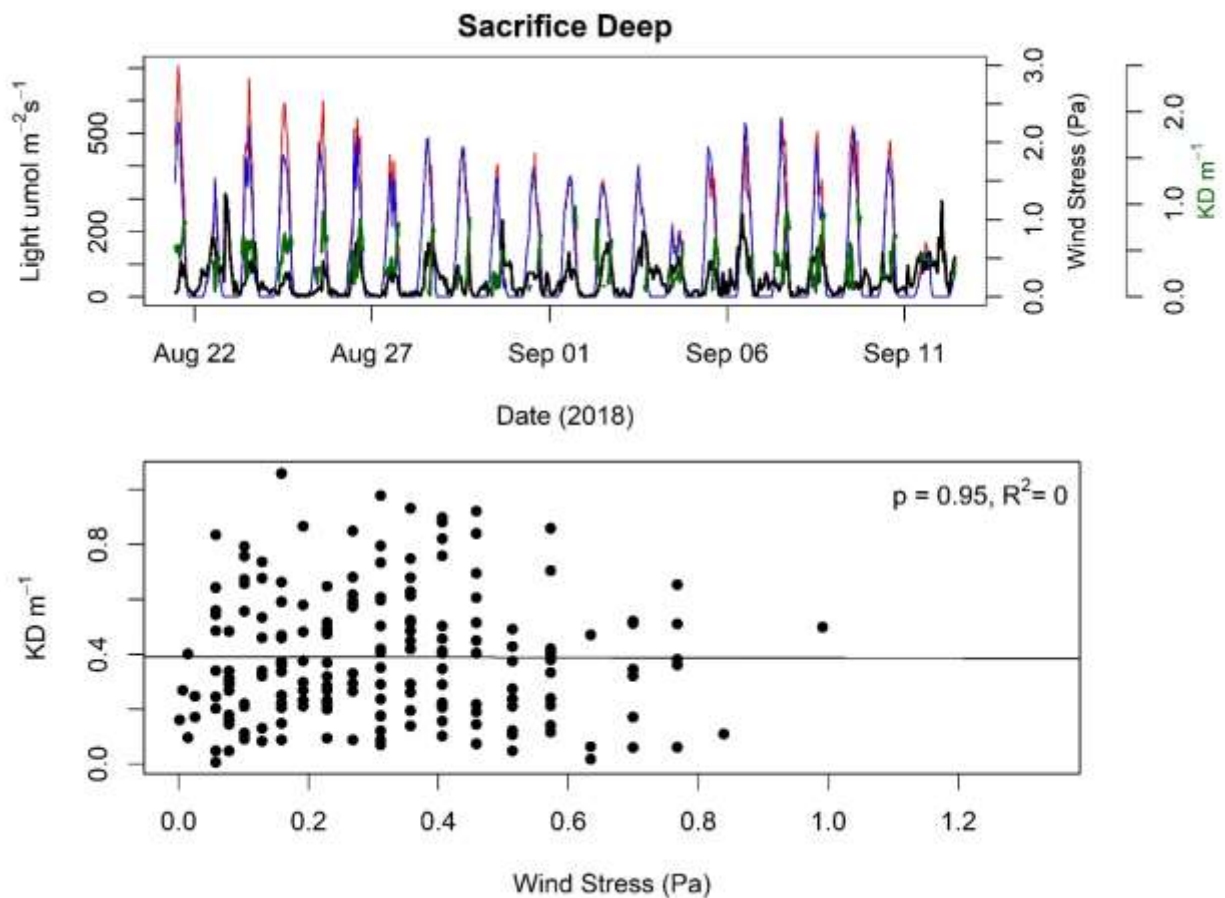 Sacrifice Deep
Light umol m−2s−1
0 200 500
Wind Stress (Pa)
0.0 1.0 2.0 3.0
KD m−1
0.0 1.0 2.0
Aug 22 Aug 27 Sep 01 Sep 06 Sep 11
Date (2018)
p = 0.95, R2= 0
KD m−1
0.0 0.4 0.8
0.0 0.2 0.4 0.6 0.8 1.0 1.2
Wind Stress (Pa)